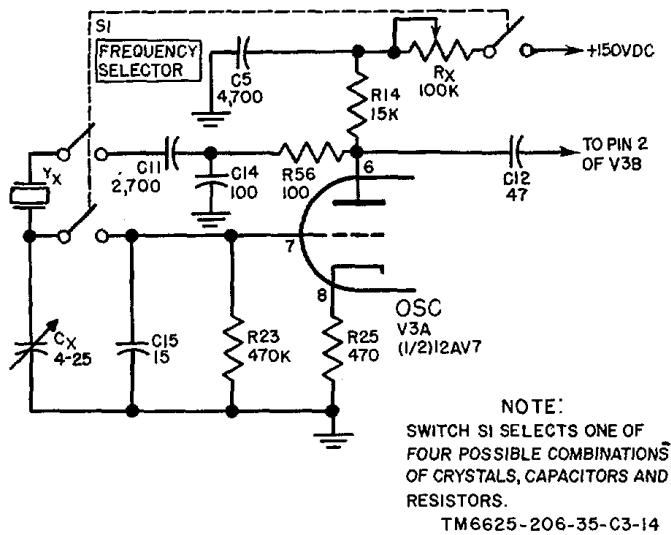 S1
FREQUENCY
SELECTOR
C5
4,700
RX
100K
+150VDC
R14
15K
YX
C11
2,700
C14
100
R56
100
6
C12
47
TO PIN 2
OF V3B
7
8
OSC
V3A
(1/2)12AV7
CX
4-25
C15
15
R23
470K
R25
470
NOTE:
SWITCH S1 SELECTS ONE OF
FOUR POSSIBLE COMBINATIONS
OF CRYSTALS, CAPACITORS AND
RESISTORS.
TM6625-206-35-C3-14